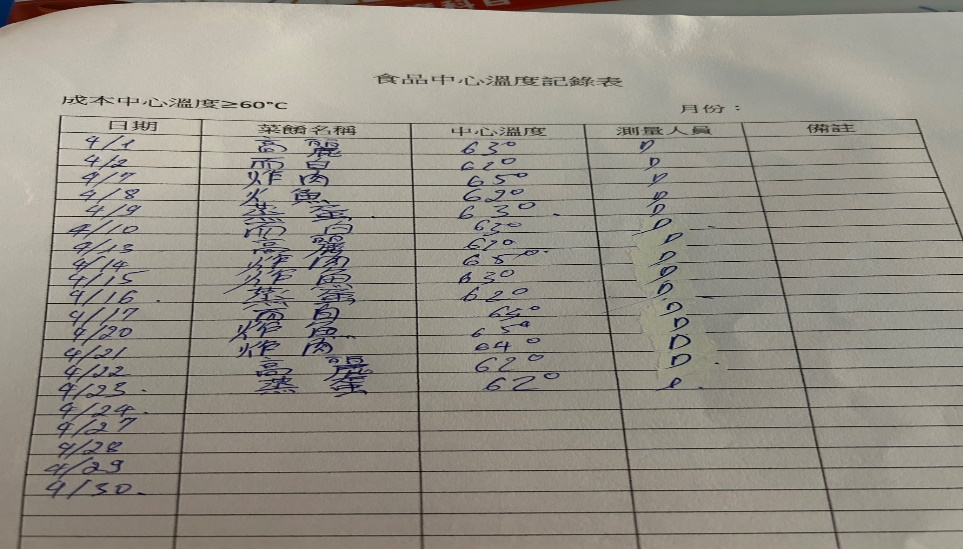 食品中心溫度記錄表
成本中心溫度≥60°C 月份：
日期 菜餚名稱 中心溫度 測量人員 備註
4/1 高麗 63° D
4/2 而白 62° D
4/7 炸肉 65° D
4/8 炸魚 62° D
4/9 蒸蛋 63° D
4/10 而白 63° D
4/13 高麗 62° D
4/14 炸肉 65° D
4/15 炸魚 63° D
4/16 蒸蛋 62° D
4/17 而白 63° D
4/20 炸魚 65° D
4/21 炸肉 64° D
4/22 高麗 62° D
4/23 蒸蛋 62° D
4/24
4/27
4/28
4/29
4/30